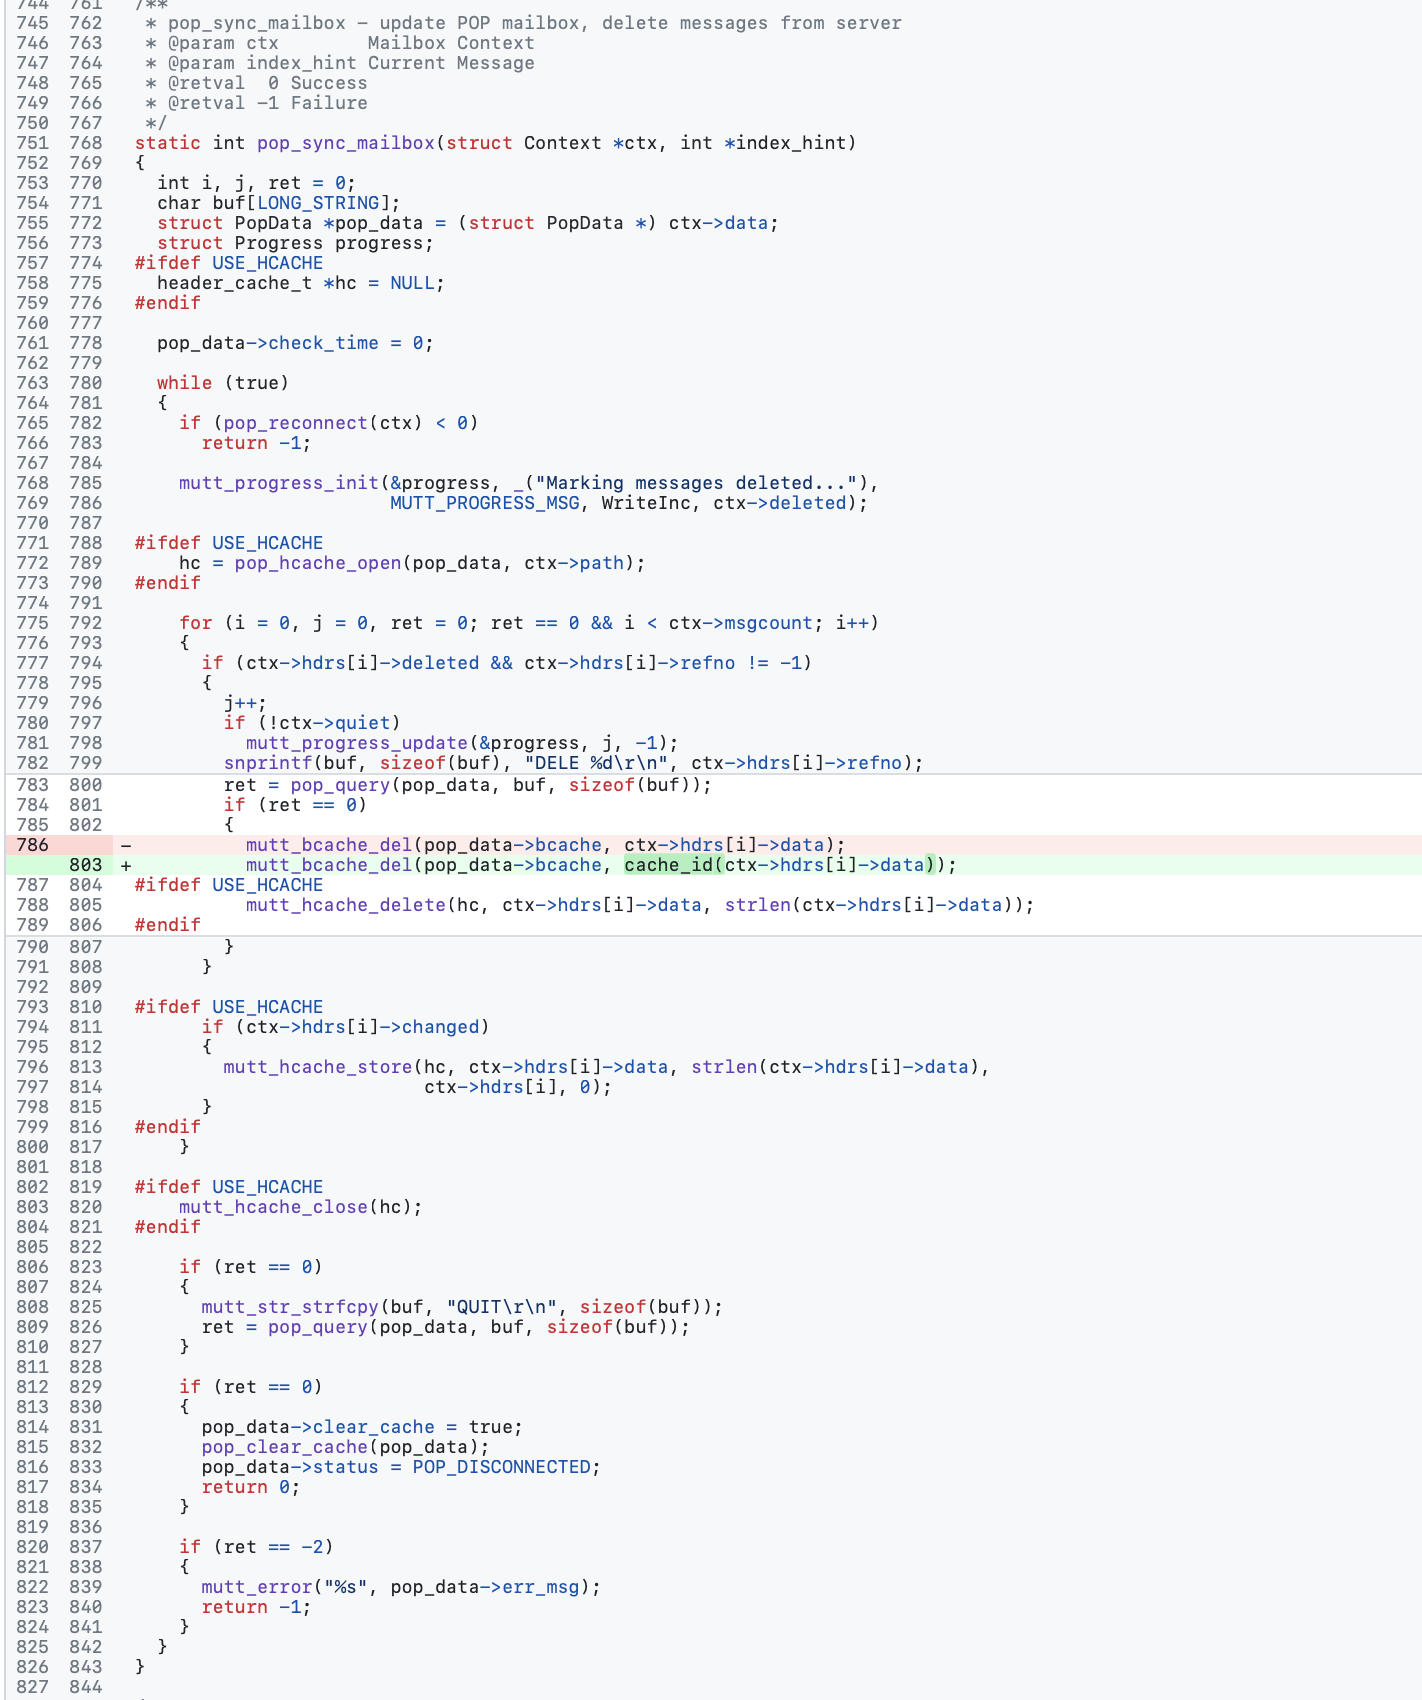 744 761 /**
745 762  * pop_sync_mailbox - update POP mailbox, delete messages from server
746 763  * @param ctx        Mailbox Context
747 764  * @param index_hint Current Message
748 765  * @retval  0 Success
749 766  * @retval -1 Failure
750 767  */
751 768 static int pop_sync_mailbox(struct Context *ctx, int *index_hint)
752 769 {
753 770   int i, j, ret = 0;
754 771   char buf[LONG_STRING];
755 772   struct PopData *pop_data = (struct PopData *) ctx->data;
756 773   struct Progress progress;
757 774 #ifdef USE_HCACHE
758 775   header_cache_t *hc = NULL;
759 776 #endif
760 777
761 778   pop_data->check_time = 0;
762 779
763 780   while (true)
764 781   {
765 782     if (pop_reconnect(ctx) < 0)
766 783       return -1;
767 784
768 785     mutt_progress_init(&progress, _("Marking messages deleted..."),
769 786                        MUTT_PROGRESS_MSG, WriteInc, ctx->deleted);
770 787
771 788 #ifdef USE_HCACHE
772 789     hc = pop_hcache_open(pop_data, ctx->path);
773 790 #endif
774 791
775 792     for (i = 0, j = 0, ret = 0; ret == 0 && i < ctx->msgcount; i++)
776 793     {
777 794       if (ctx->hdrs[i]->deleted && ctx->hdrs[i]->refno != -1)
778 795       {
779 796         j++;
780 797         if (!ctx->quiet)
781 798           mutt_progress_update(&progress, j, -1);
782 799         snprintf(buf, sizeof(buf), "DELE %d\r\n", ctx->hdrs[i]->refno);
783 800         ret = pop_query(pop_data, buf, sizeof(buf));
784 801         if (ret == 0)
785 802         {
786 -           mutt_bcache_del(pop_data->bcache, ctx->hdrs[i]->data);
803 +           mutt_bcache_del(pop_data->bcache, cache_id(ctx->hdrs[i]->data));
787 804 #ifdef USE_HCACHE
788 805           mutt_hcache_delete(hc, ctx->hdrs[i]->data, strlen(ctx->hdrs[i]->data));
789 806 #endif
790 807         }
791 808       }
792 809
793 810 #ifdef USE_HCACHE
794 811       if (ctx->hdrs[i]->changed)
795 812       {
796 813         mutt_hcache_store(hc, ctx->hdrs[i]->data, strlen(ctx->hdrs[i]->data),
797 814                           ctx->hdrs[i], 0);
798 815       }
799 816 #endif
800 817     }
801 818
802 819 #ifdef USE_HCACHE
803 820     mutt_hcache_close(hc);
804 821 #endif
805 822
806 823     if (ret == 0)
807 824     {
808 825       mutt_str_strfcpy(buf, "QUIT\r\n", sizeof(buf));
809 826       ret = pop_query(pop_data, buf, sizeof(buf));
810 827     }
811 828
812 829     if (ret == 0)
813 830     {
814 831       pop_data->clear_cache = true;
815 832       pop_clear_cache(pop_data);
816 833       pop_data->status = POP_DISCONNECTED;
817 834       return 0;
818 835     }
819 836
820 837     if (ret == -2)
821 838     {
822 839       mutt_error("%s", pop_data->err_msg);
823 840       return -1;
824 841     }
825 842   }
826 843 }
827 844